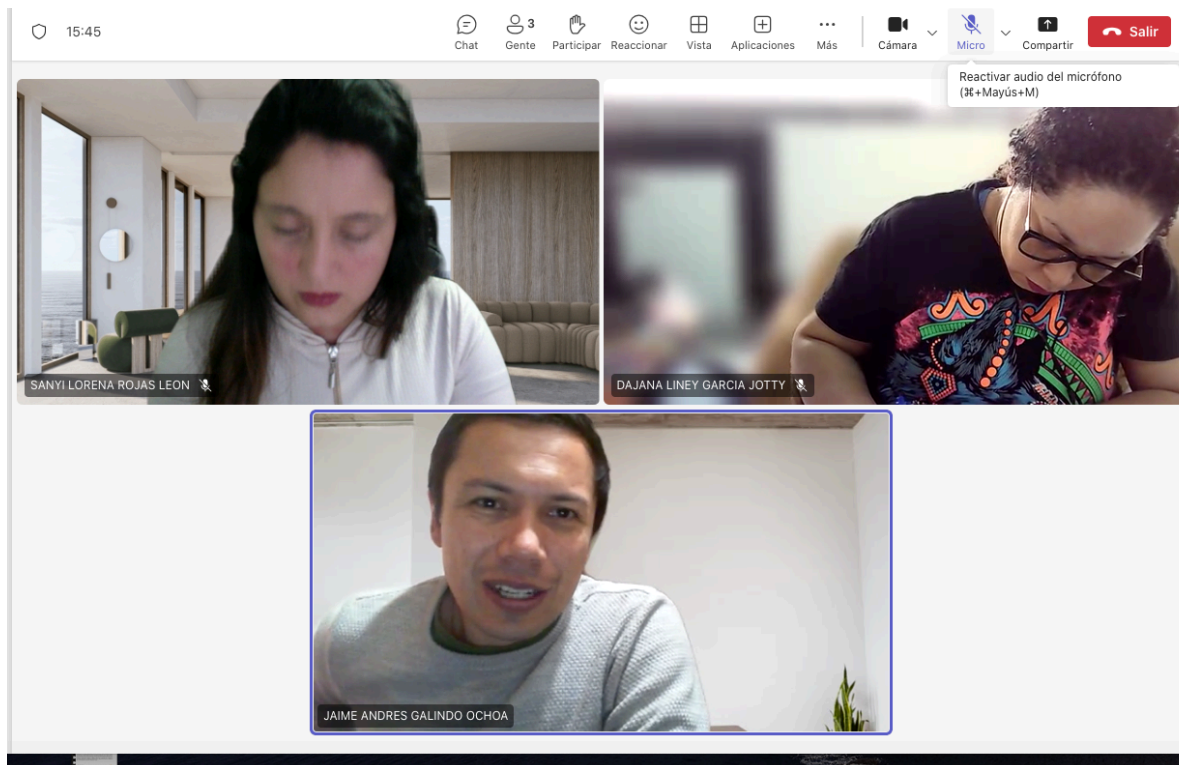 15:45
3
Chat
Gente
Participar
Reaccionar
Vista
Aplicaciones
Más
Cámara
Micro
Compartir
Salir
Reactivar audio del micrófono
(⌘+Mayús+M)
SANYI LORENA ROJAS LEON
DAJANA LINEY GARCIA JOTTY
JAIME ANDRES GALINDO OCHOA